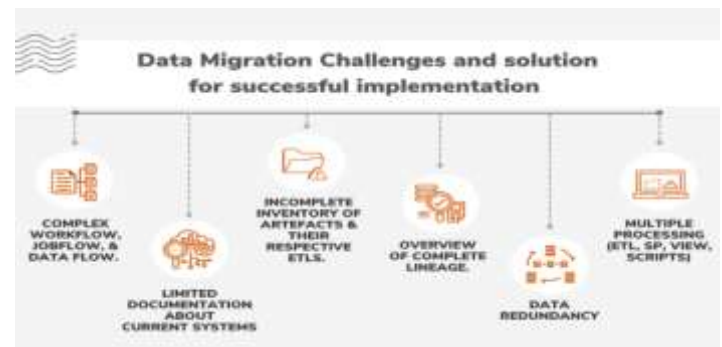 Data Migration Challenges and solution
for successful implementation
COMPLEX
WORKFLOW,
JOBFLOW, &
DATA FLOW.
LIMITED
DOCUMENTATION
ABOUT
CURRENT SYSTEMS
INCOMPLETE
INVENTORY OF
ARTEFACTS &
THEIR
RESPECTIVE
ETLS.
OVERVIEW
OF COMPLETE
LINEAGE.
DATA
REDUNDANCY
MULTIPLE
PROCESSING
(ETL, SP, VIEW,
SCRIPTS)